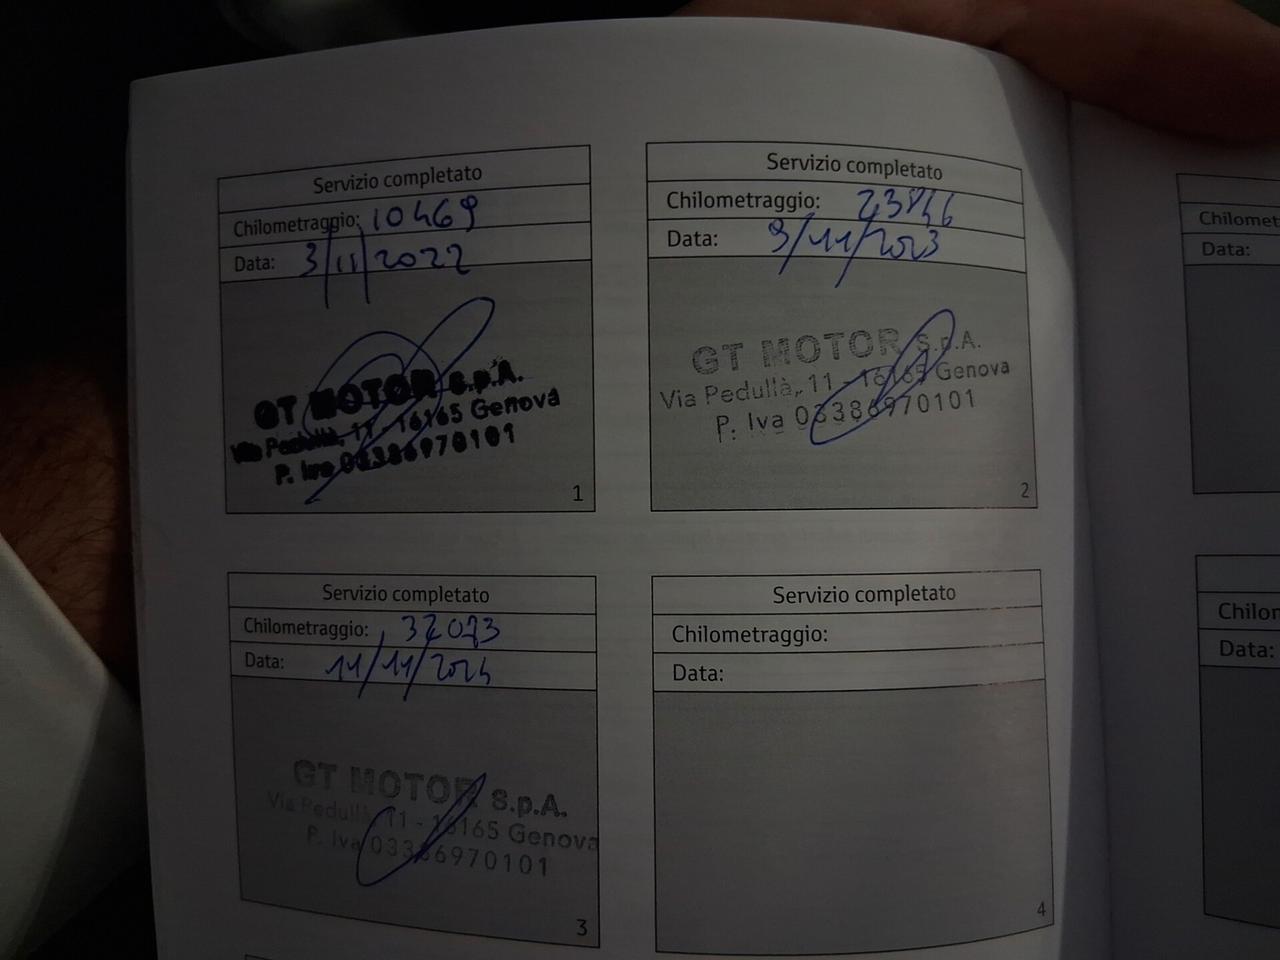 Servizio completato
Chilometraggio: 10469
Data: 3/11/2022
GT MOTOR S.p.A.
Via Pedullà, 11 - 16165 Genova
P. Iva 03386970101
1
Servizio completato
Chilometraggio:
Data: 9/11/2023
GT MOTOR S.p.A.
Via Pedullà, 11 - 16165 Genova
P. Iva 03386970101
2
Servizio completato
Chilometraggio: 32073
Data: 11/11/2024
GT MOTOR S.p.A.
Via Pedullà, 11 - 16165 Genova
P. Iva 03386970101
3
Servizio completato
Chilometraggio:
Data:
4
Chilomet
Data:
Chilor
Data: